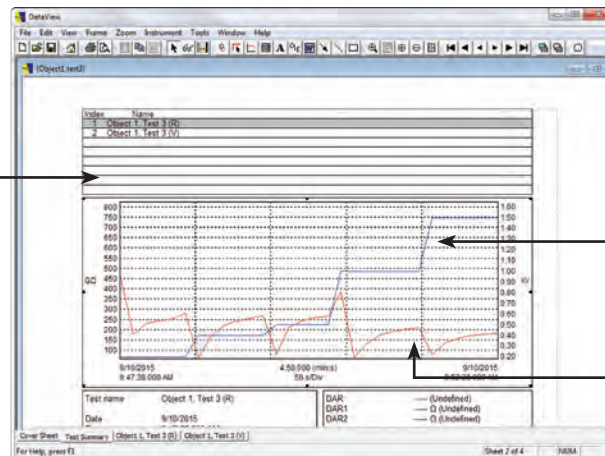 DataView
File Edit View Frame Zoom Instrument Tools Window Help
(Object1,test3)
Index Name
1 Object 1, Test 3 (R)
2 Object 1, Test 3 (V)
800
750
700
650
600
550
500
450
400
350
300
250
200
150
100
1.60
1.50
1.40
1.30
1.20
1.10
1.00
0.90
0.80
0.70
0.60
0.50
0.40
0.30
0.20
kV
9/10/2015 4:50.000 (min:s) 9/10/2015
9:47:38.000 AM 58 s/Div
Test name Object 1, Test 3 (R)
Date 9/10/2015
DAR — (Undefined)
DAR1 — Ω (Undefined)
DAR2 — Ω (Undefined)
Cover Sheet Test Summary Object 1, Test 3 (R) Object 1, Test 3 (V)
For Help, press F1 Sheet 2 of 4 NUM